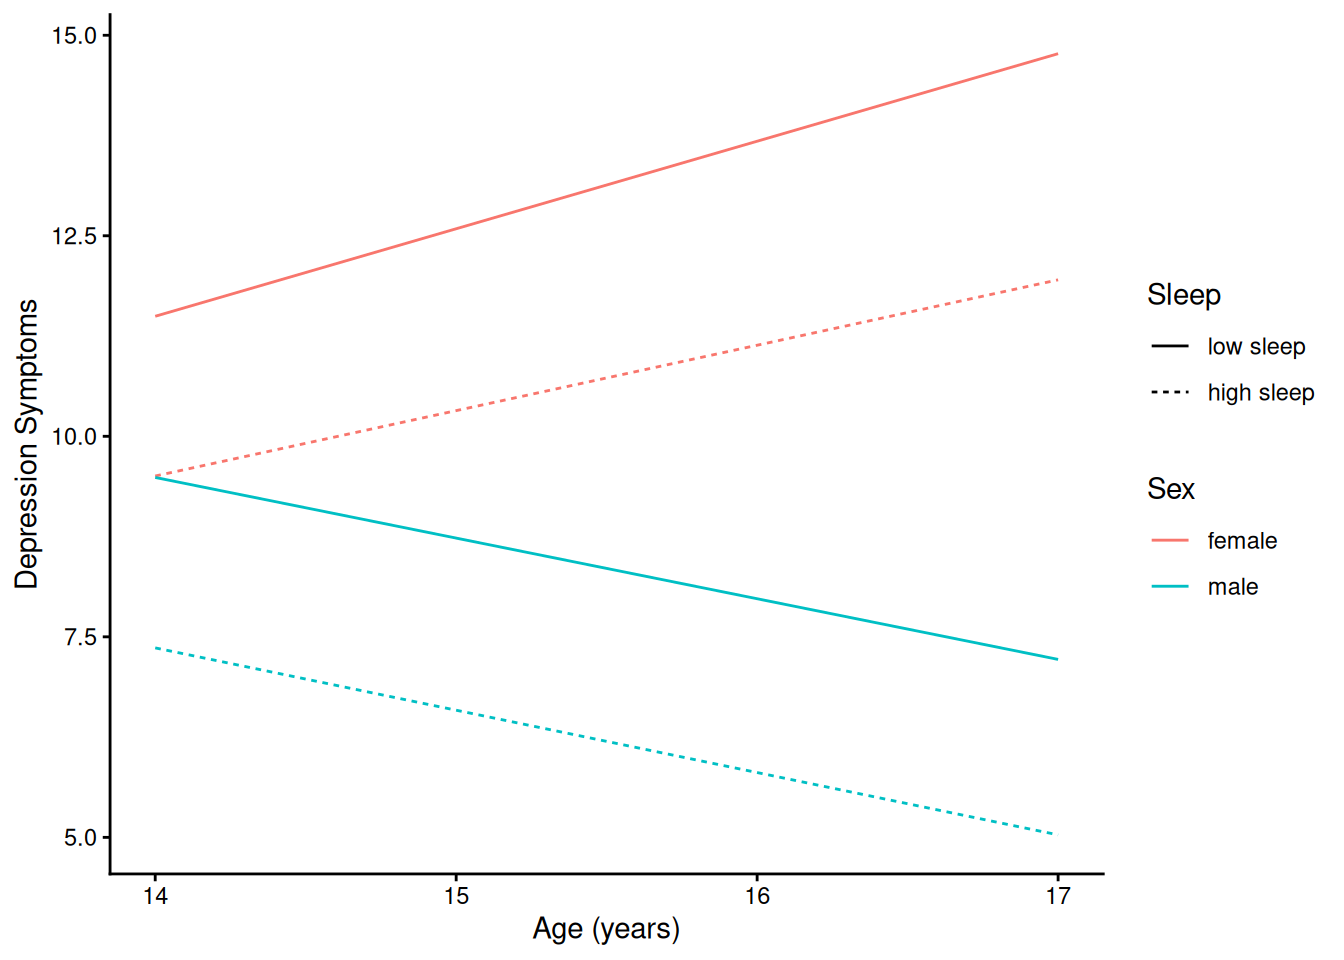 15.0
12.5
10.0
7.5
5.0
Depression Symptoms
14 15 16 17
Age (years)
Sleep
low sleep
high sleep
Sex
female
male